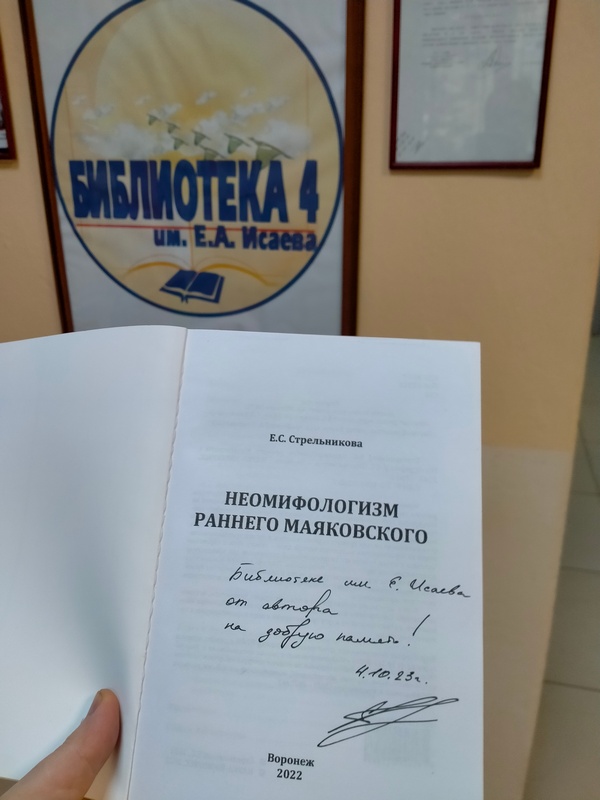 БИБЛИОТЕКА 4
им. Е.А. Исаева
Е.С. Стрельникова
НЕОМИФОЛОГИЗМ
РАННЕГО МАЯКОВСКОГО
Библиотеке им Е. Исаева
от автора
на добрую память!
4.10.23г.
Воронеж
2022